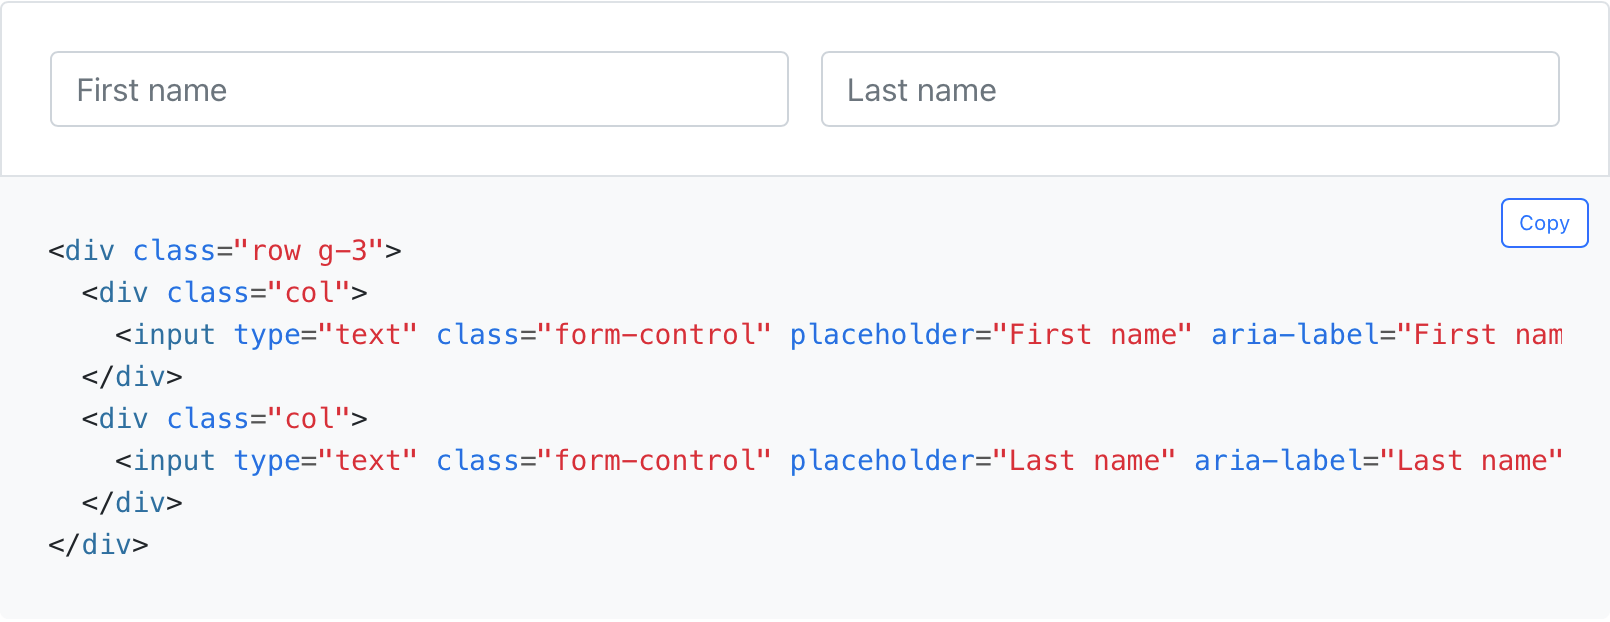 First name Last name
Copy
<div class="row g-3">
  <div class="col">
    <input type="text" class="form-control" placeholder="First name" aria-label="First nam
  </div>
  <div class="col">
    <input type="text" class="form-control" placeholder="Last name" aria-label="Last name"
  </div>
</div>